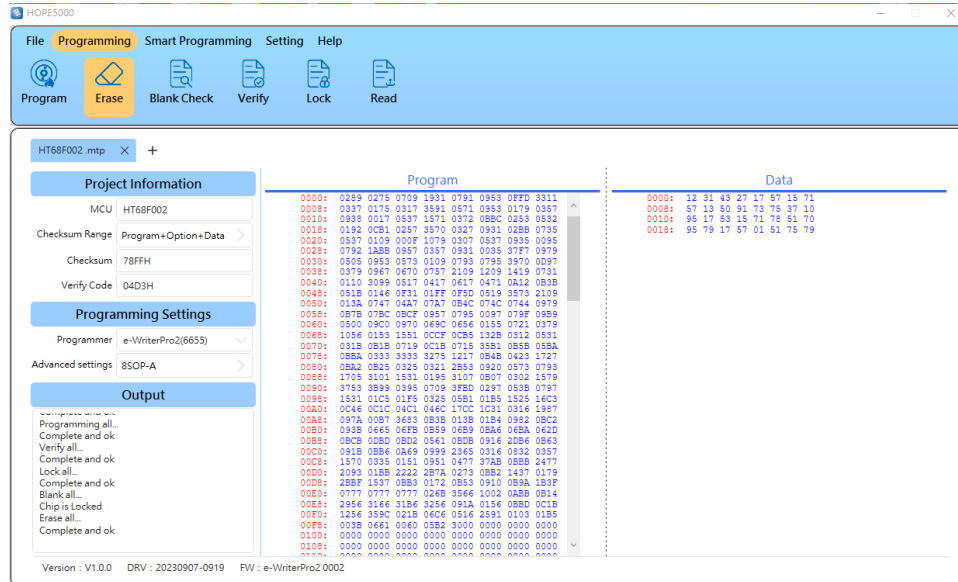 HOPE5000
File Programming Smart Programming Setting Help
Program Erase Blank Check Verify Lock Read
HT68F002 .mtp × +
Project Information
MCU HT68F002
Checksum Range Program+Option+Data
Checksum 78FFH
Verify Code 04D3H
Programming Settings
Programmer e-WriterPro2(6655)
Advanced settings 8SOP-A
Output
Complete and ok
Programming all...
Complete and ok
Verify all...
Complete and ok
Lock all...
Complete and ok
Blank all...
Chip is Locked
Erase all...
Complete and ok
Program
0000: 0289 0275 0709 1931 0791 0953 0FFD 3311
0008: 0337 0175 0317 3591 0571 0953 0179 0357
0010: 0938 0017 0537 1571 0372 0BBC 0253 0532
0018: 0192 0CB1 0257 3570 0327 0931 02BB 0735
0020: 0537 0109 000F 1079 0307 0537 0935 0095
0028: 0792 1ABB 0957 0357 0931 0035 37F7 0979
0030: 0505 0953 0573 0109 0793 0795 3970 0D97
0038: 0379 0967 0670 0757 2109 1209 1419 0731
0040: 0110 3099 0517 0417 0617 0471 0A12 0B3B
0048: 051B 0146 0F31 01FF 0F5D 0519 3573 2109
0050: 013A 0747 04A7 07A7 0B4C 074C 0744 0979
0058: 0B7B 07BC 0BCF 0957 0795 0097 079F 09B9
0060: 0500 09C0 0970 069C 0656 0155 0721 0379
0068: 1056 0153 1551 0CCF 0CB5 132B 0312 0531
0070: 031B 0B1B 0719 0C1B 0715 35B1 0B5B 05BA
0078: 0BBA 0333 3333 3275 1217 0B4B 0423 1727
0080: 0BA2 0B25 0325 0321 2B53 0920 0573 0793
0088: 1705 3101 1531 0195 3107 0B07 0302 1579
0090: 3753 3B99 0395 0709 3FBD 0297 053B 0797
0098: 1531 01C5 01F5 0325 05B1 01B5 1525 16C3
00A0: 0C46 0C1C 04C1 046C 17CC 1C31 0316 1987
00A8: 097A 00B7 3683 0B3B 013B 01B4 0982 0BC2
00B0: 093B 0665 06FB 0B59 06B9 0BA6 06BA 062D
00B8: 0BCB 0DBD 0BD2 0561 0BDB 0916 2DB6 0B63
00C0: 091B 0BB6 0A69 0999 2365 0316 0832 0357
00C8: 1570 0335 0151 0951 0477 37AB 0BBB 2477
00D0: 2093 01BB 2222 2B7A 0273 0BB2 1437 0179
00D8: 2BBF 1537 0BB3 0172 0B53 0910 0B9A 1B3F
00E0: 0777 0777 0777 026B 3566 1002 0ABB 0B14
00E8: 2956 3166 31B6 3256 091A 0156 0BBD 0C1B
00F0: 1256 359C 021B 06C6 0516 2591 0103 01B5
00F8: 003B 0661 0060 05B2 3000 0000 0000 0000
0100: 0000 0000 0000 0000 0000 0000 0000 0000
0108: 0000 0000 0000 0000 0000 0000 0000 0000
Data
0000: 12 31 43 27 17 57 15 71
0008: 57 13 50 91 73 75 37 10
0010: 95 17 53 15 71 78 51 70
0018: 95 79 17 57 01 51 75 79
Version : V1.0.0 DRV : 20230907-0919 FW : e-WriterPro2 0002